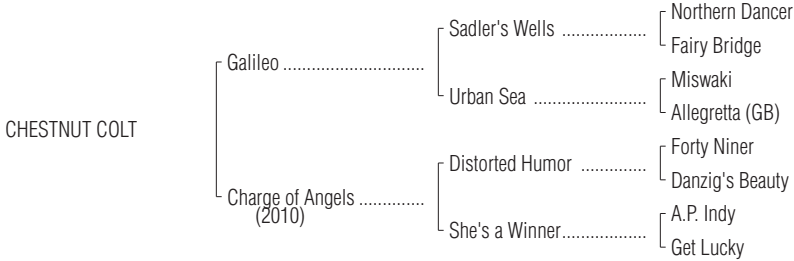 Northern Dancer
Sadler's Wells ..................
Fairy Bridge
Galileo ..............................
Miswaki
Urban Sea ........................
Allegretta (GB)
CHESTNUT COLT
Forty Niner
Distorted Humor ..............
Danzig's Beauty
Charge of Angels ..............
(2010)
A.P. Indy
She's a Winner..................
Get Lucky